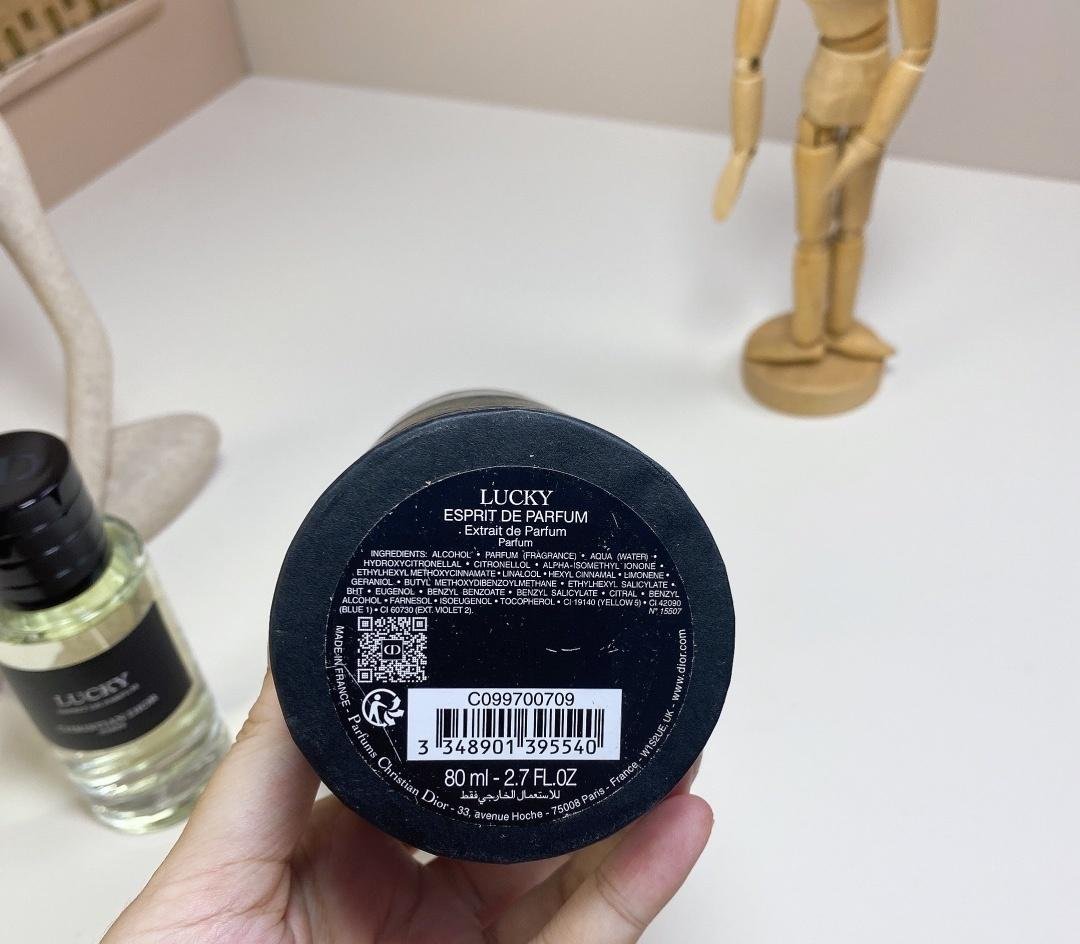 LUCKY
ESPRIT DE PARFUM
Extrait de Parfum
Parfum
INGREDIENTS: ALCOHOL • PARFUM (FRAGRANCE) • AQUA (WATER) •
HYDROXYCITRONELLAL • CITRONELLOL • ALPHA-ISOMETHYL IONONE •
ETHYLHEXYL METHOXYCINNAMATE • LINALOOL • HEXYL CINNAMAL • LIMONENE •
GERANIOL • BUTYL METHOXYDIBENZOYLMETHANE • ETHYLHEXYL SALICYLATE •
BHT • EUGENOL • BENZYL BENZOATE • BENZYL SALICYLATE • CITRAL • BENZYL
ALCOHOL • FARNESOL • ISOEUGENOL • TOCOPHEROL • CI 19140 (YELLOW 5) • CI 42090
(BLUE 1) • CI 60730 (EXT. VIOLET 2). N° 15507
C099700709
3 348901 395540
80 ml - 2.7 FL.OZ
للاستعمال الخارجي فقط
MADE IN FRANCE - Parfums Christian Dior - 33, avenue Hoche - 75008 Paris - France - W1S2UE, UK - www.dior.com
LUCKY
CHRISTIAN DIOR